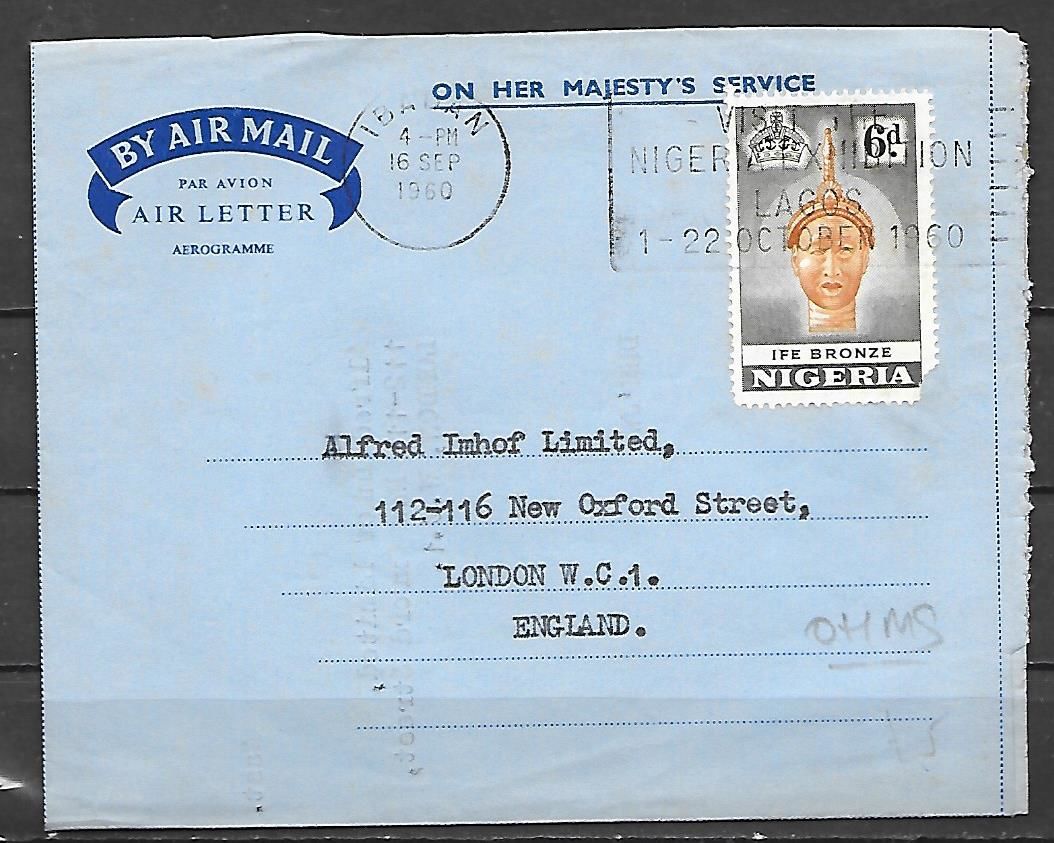 ON HER MAJESTY'S SERVICE
BY AIR MAIL
PAR AVION
AIR LETTER
AEROGRAMME
IBADAN
4 - PM
16 SEP
1960
VISIT THE
NIGERIA EXHIBITION
LAGOS
1 - 22 OCTOBER 1960
6d
IFE BRONZE
NIGERIA
Alfred Imhof Limited,
112-116 New Oxford Street,
LONDON W.C.1.
ENGLAND.
OHMS